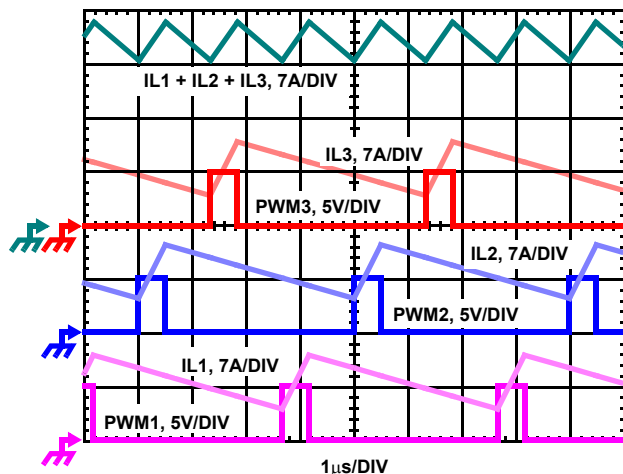 IL1 + IL2 + IL3, 7A/DIV
IL3, 7A/DIV
PWM3, 5V/DIV
IL2, 7A/DIV
PWM2, 5V/DIV
IL1, 7A/DIV
PWM1, 5V/DIV
1μs/DIV